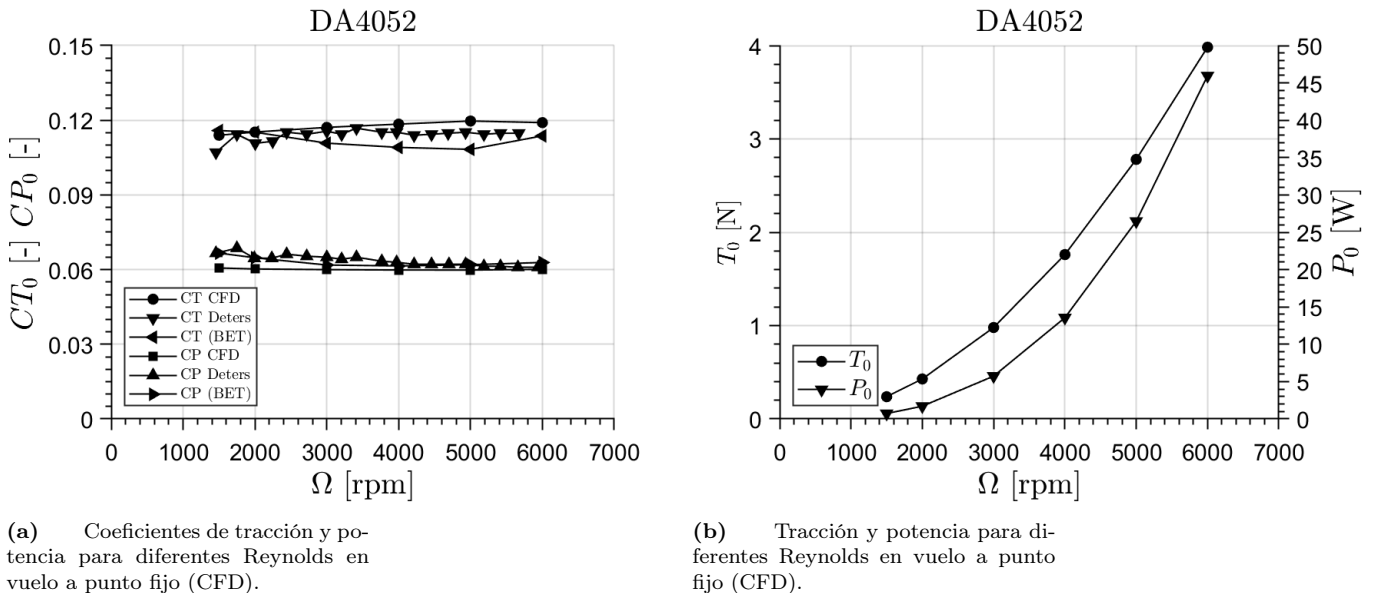 DA4052
0.15
0.12
0.09
0.06
0.03
0
CT₀ [-] CP₀ [-]
CT CFD
CT Deters
CT (BET)
CP CFD
CP Deters
CP (BET)
0 1000 2000 3000 4000 5000 6000 7000
Ω [rpm]
(a) Coeficientes de tracción y po-
tencia para diferentes Reynolds en
vuelo a punto fijo (CFD).
DA4052
4
3
2
1
0
T₀ [N]
50
45
40
35
30
25
20
15
10
5
0
P₀ [W]
T₀
P₀
0 1000 2000 3000 4000 5000 6000 7000
Ω [rpm]
(b) Tracción y potencia para di-
ferentes Reynolds en vuelo a punto
fijo (CFD).